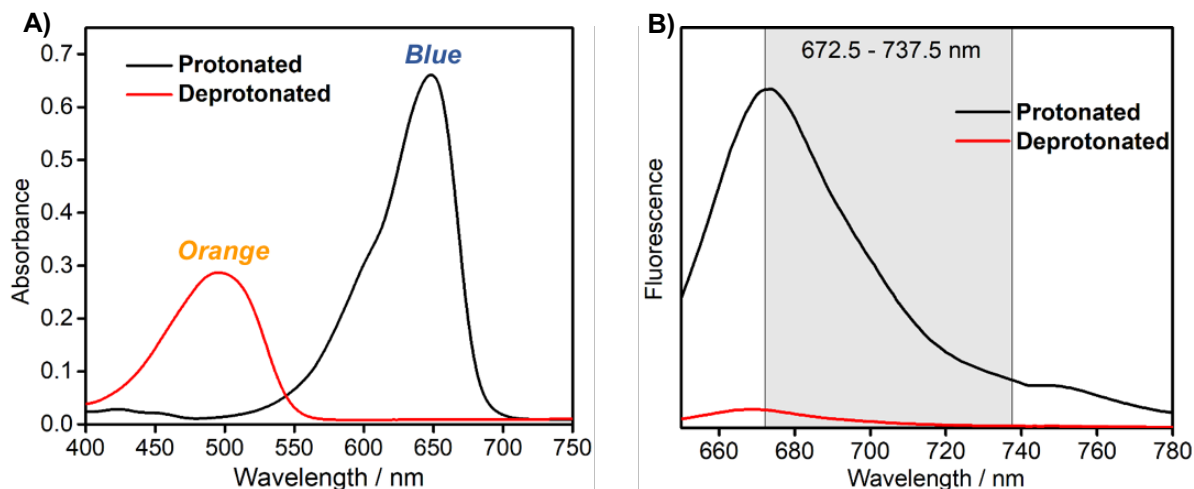 A)
0.7
0.6
0.5
0.4
0.3
0.2
0.1
0.0
Absorbance
Protonated
Deprotonated
Blue
Orange
400 450 500 550 600 650 700 750
Wavelength / nm
B)
672.5 - 737.5 nm
Protonated
Deprotonated
Fluorescence
660 680 700 720 740 760 780
Wavelength / nm